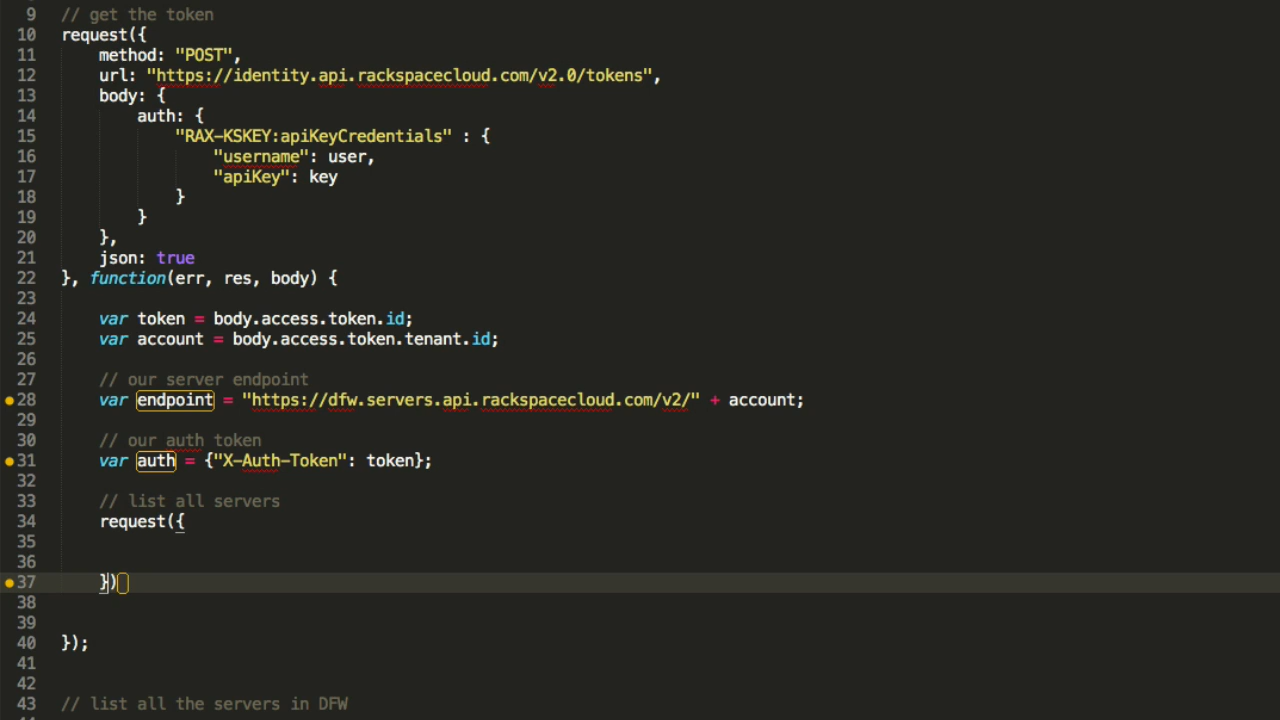 9 // get the token
10 request({
11 method: "POST",
12 url: "https://identity.api.rackspacecloud.com/v2.0/tokens",
13 body: {
14 auth: {
15 "RAX-KSKEY:apiKeyCredentials" : {
16 "username": user,
17 "apiKey": key
18 }
19 }
20 },
21 json: true
22 }, function(err, res, body) {
23
24 var token = body.access.token.id;
25 var account = body.access.token.tenant.id;
26
27 // our server endpoint
28 var endpoint = "https://dfw.servers.api.rackspacecloud.com/v2/" + account;
29
30 // our auth token
31 var auth = {"X-Auth-Token": token};
32
33 // list all servers
34 request({
35
36
37 })
38
39
40 });
41
42
43 // list all the servers in DFW